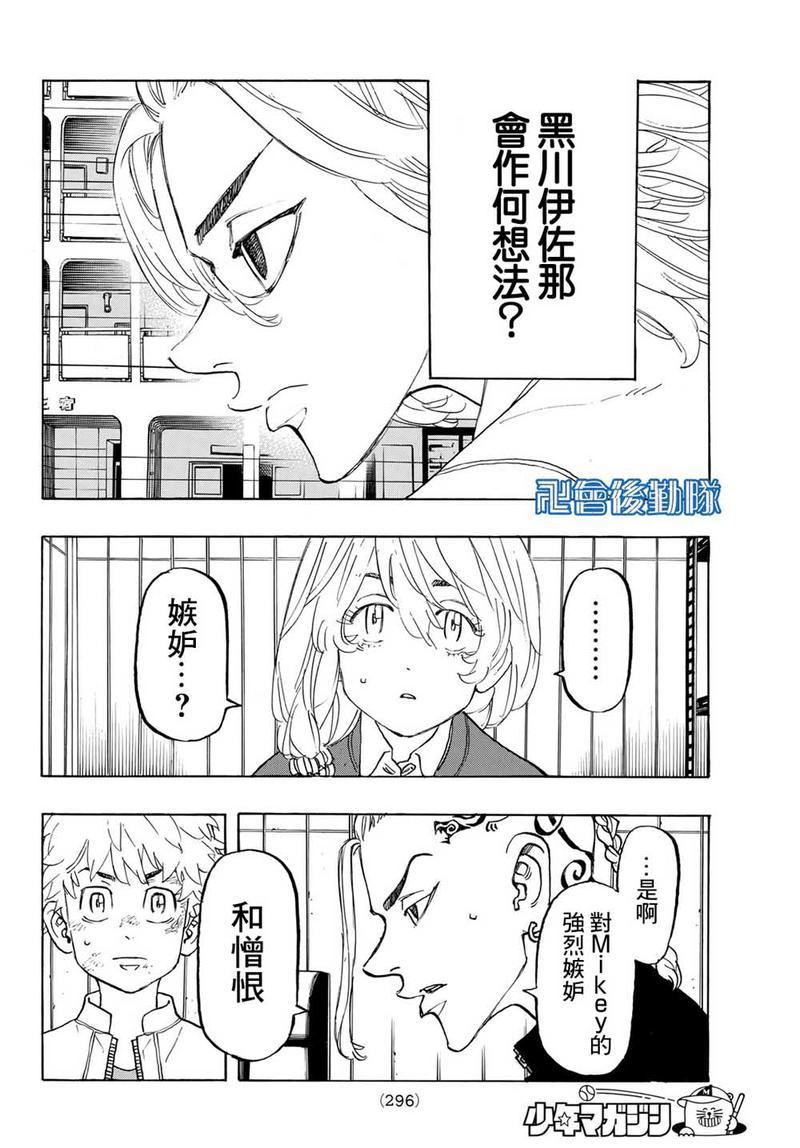 黑川伊佐那
會作何想法？
卍會後勤隊
………
嫉妒…？
…是啊
對Mikey的
強烈嫉妒
和憎恨
(296)
少年マガジン